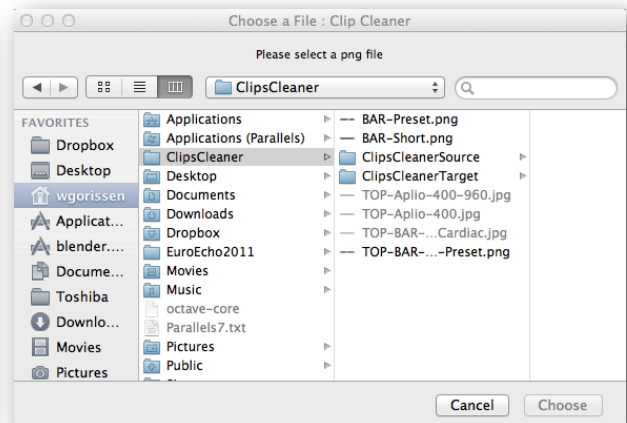 Choose a File : Clip Cleaner
Please select a png file
ClipsCleaner
FAVORITES
Dropbox
Desktop
wgorissen
Applicat...
blender....
Docume...
Toshiba
Downlo...
Movies
Pictures
Applications
Applications (Parallels)
ClipsCleaner
Desktop
Documents
Downloads
Dropbox
EuroEcho2011
Movies
Music
octave-core
Parallels7.txt
Pictures
Public
BAR-Preset.png
BAR-Short.png
ClipsCleanerSource
ClipsCleanerTarget
TOP-Aplio-400-960.jpg
TOP-Aplio-400.jpg
TOP-BAR-...Cardiac.jpg
TOP-BAR-...-Preset.png
Cancel
Choose